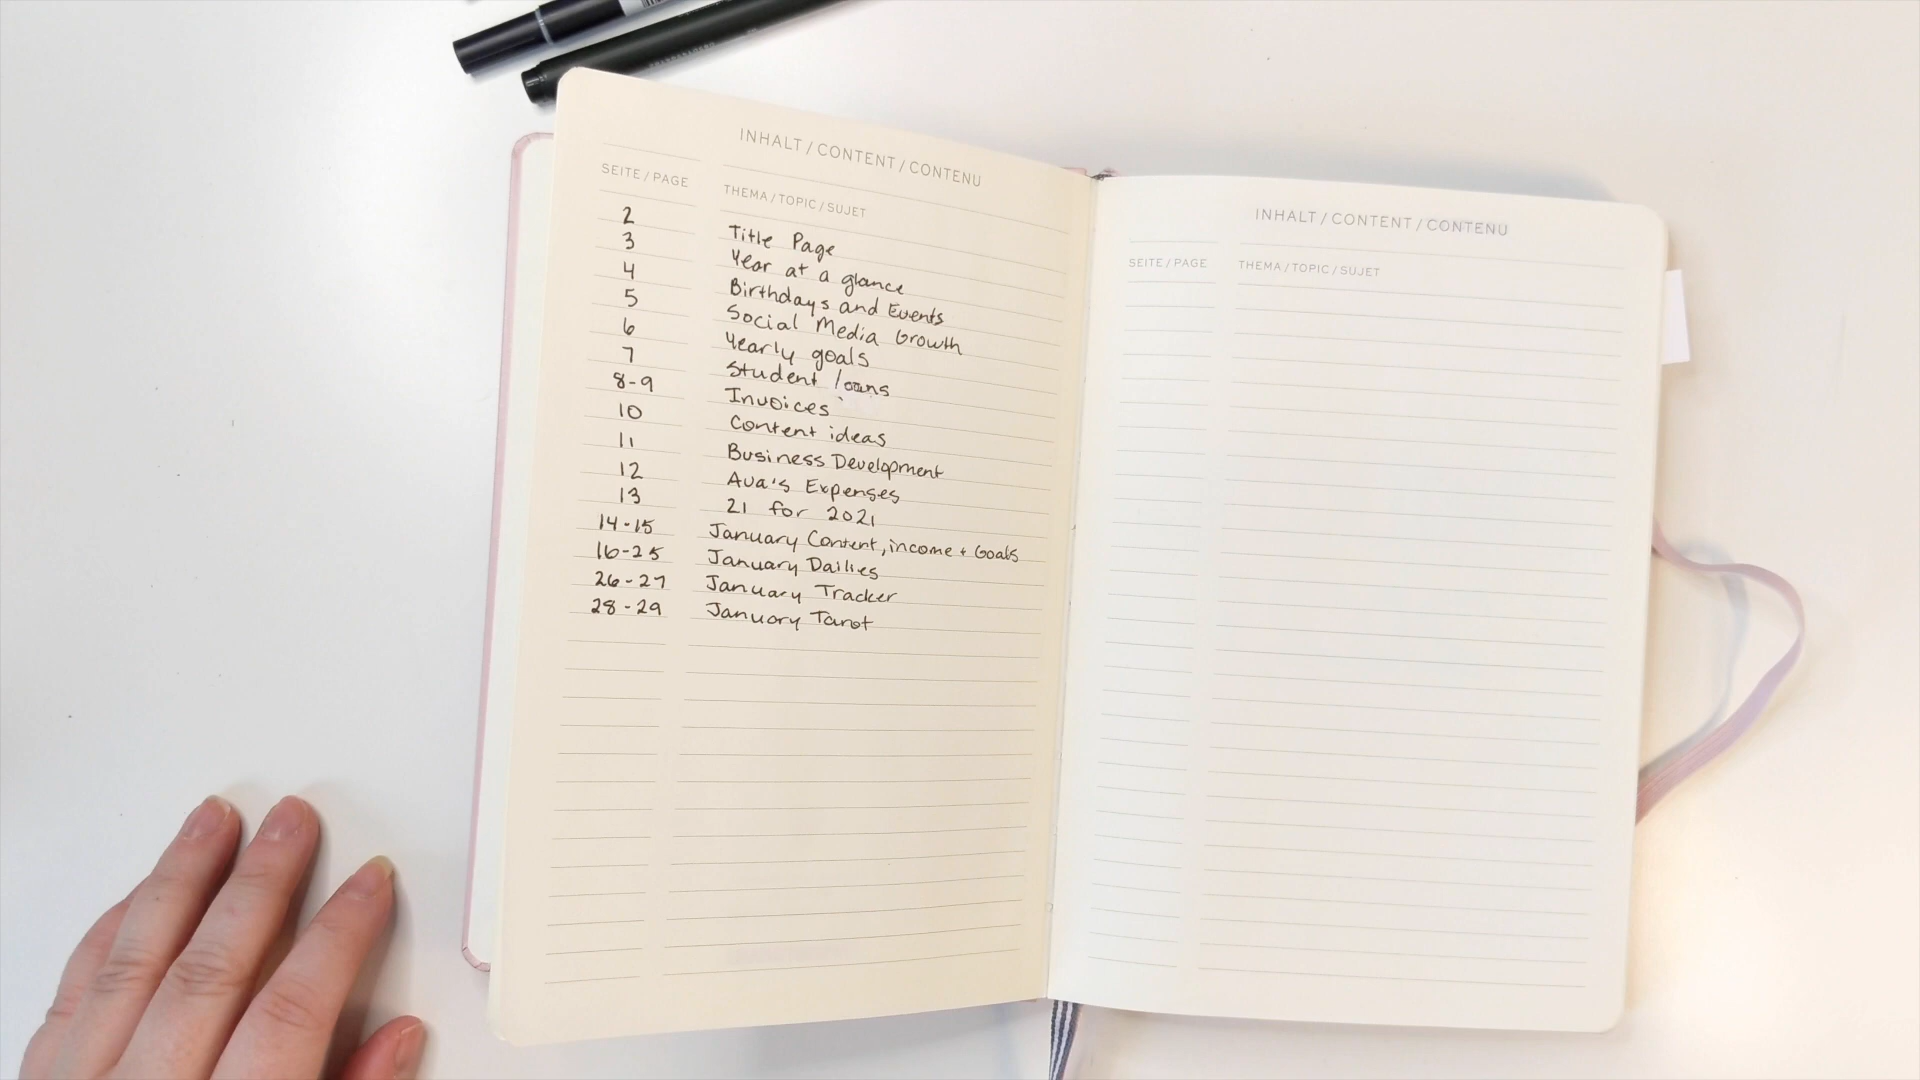 INHALT / CONTENT / CONTENU
SEITE / PAGE THEMA / TOPIC / SUJET
2 Title Page
3 Year at a glance
4 Birthdays and Events
5 Social Media Growth
6 Yearly goals
7 Student loans
8-9 Invoices
10 Content ideas
11 Business Development
12 Ava's Expenses
13 21 for 2021
14-15 January Content, income + Goals
16-25 January Dailies
26-27 January Tracker
28-29 January Tarot
INHALT / CONTENT / CONTENU
SEITE / PAGE THEMA / TOPIC / SUJET